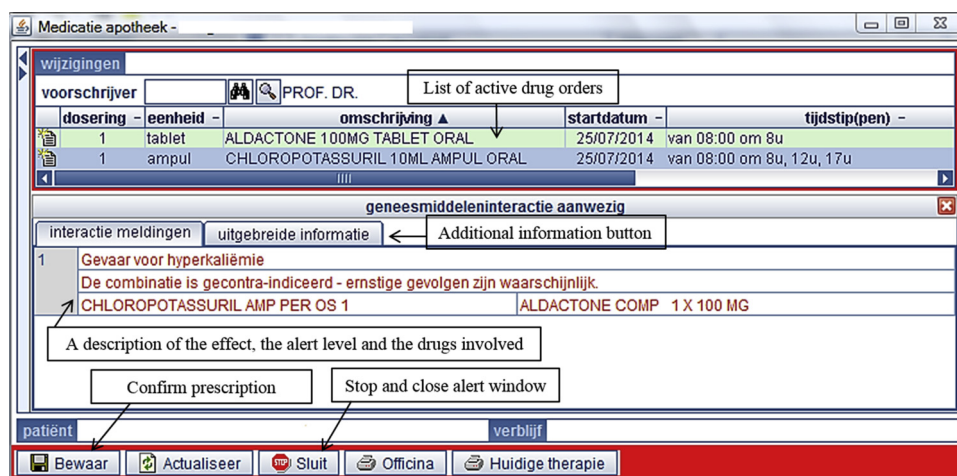 Medicatie apotheek -
wijzigingen
voorschrijver PROF. DR.
List of active drug orders
dosering – eenheid – omschrijving ▲ startdatum – tijdstip(pen) –
1 tablet ALDACTONE 100MG TABLET ORAL 25/07/2014 van 08:00 om 8u
1 ampul CHLOROPOTASSURIL 10ML AMPUL ORAL 25/07/2014 van 08:00 om 8u, 12u, 17u
geneesmiddeleninteractie aanwezig
interactie meldingen uitgebreide informatie Additional information button
1 Gevaar voor hyperkaliëmie
De combinatie is gecontra-indiceerd - ernstige gevolgen zijn waarschijnlijk.
CHLOROPOTASSURIL AMP PER OS 1 ALDACTONE COMP 1 X 100 MG
A description of the effect, the alert level and the drugs involved
Confirm prescription Stop and close alert window
patiënt verblijf
Bewaar Actualiseer STOP Sluit Officina Huidige therapie